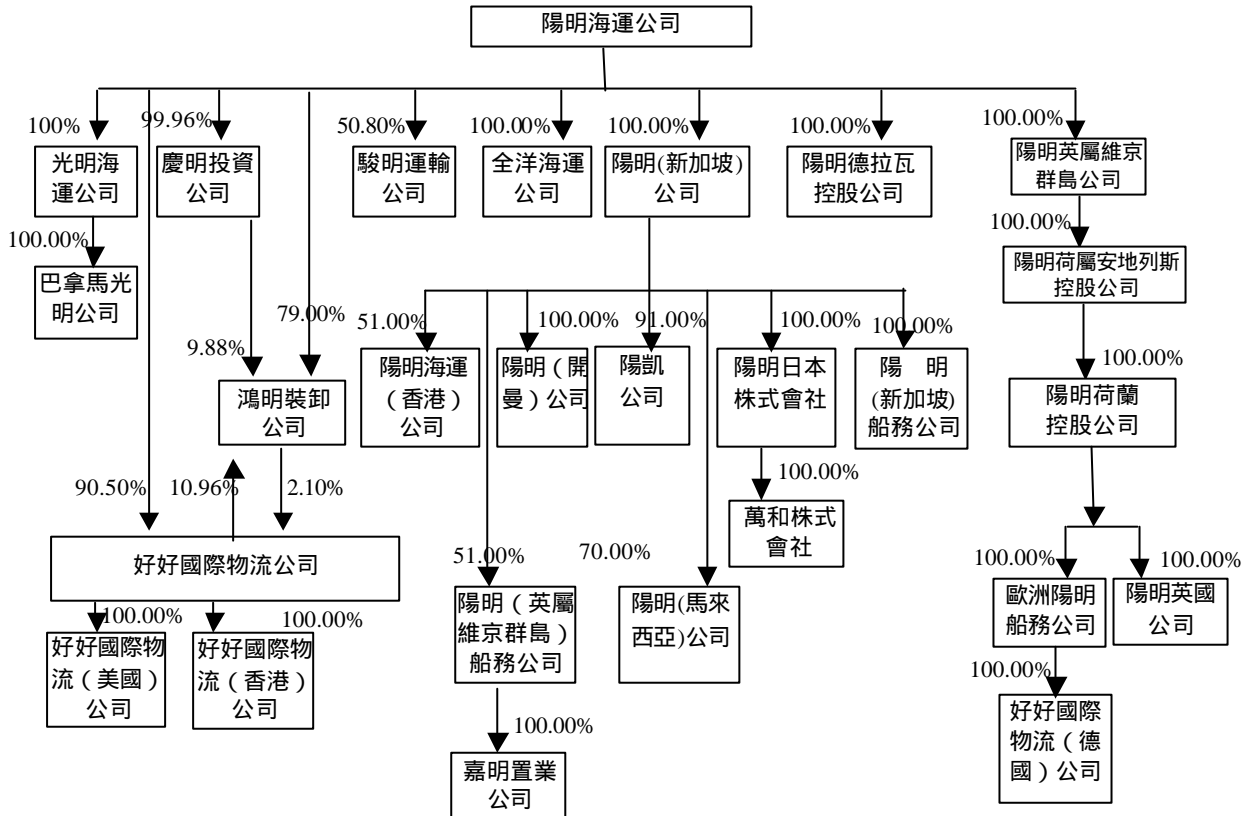 陽明海運公司
100%
99.96%
50.80%
100.00%
100.00%
100.00%
100.00%
光明海
運公司
慶明投資
公司
駿明運輸
公司
全洋海運
公司
陽明(新加坡)
公司
陽明德拉瓦
控股公司
陽明英屬維京
群島公司
100.00%
巴拿馬光
明公司
100.00%
陽明荷屬安地列斯
控股公司
79.00%
9.88%
51.00%
100.00%
91.00%
100.00%
100.00%
100.00%
鴻明裝卸
公司
陽明海運
(香港)
公司
陽明(開
曼)公司
陽凱
公司
陽明日本
株式會社
陽　明
(新加坡)
船務公司
陽明荷蘭
控股公司
90.50%
10.96%
2.10%
100.00%
萬和株式
會社
好好國際物流公司
51.00%
70.00%
100.00%
100.00%
陽明(英屬
維京群島)
船務公司
陽明(馬來
西亞)公司
歐洲陽明
船務公司
陽明英國
公司
100.00%
100.00%
好好國際物
流(美國)
公司
好好國際物
流(香港)
公司
100.00%
好好國際
物流(德
國)公司
100.00%
嘉明置業
公司